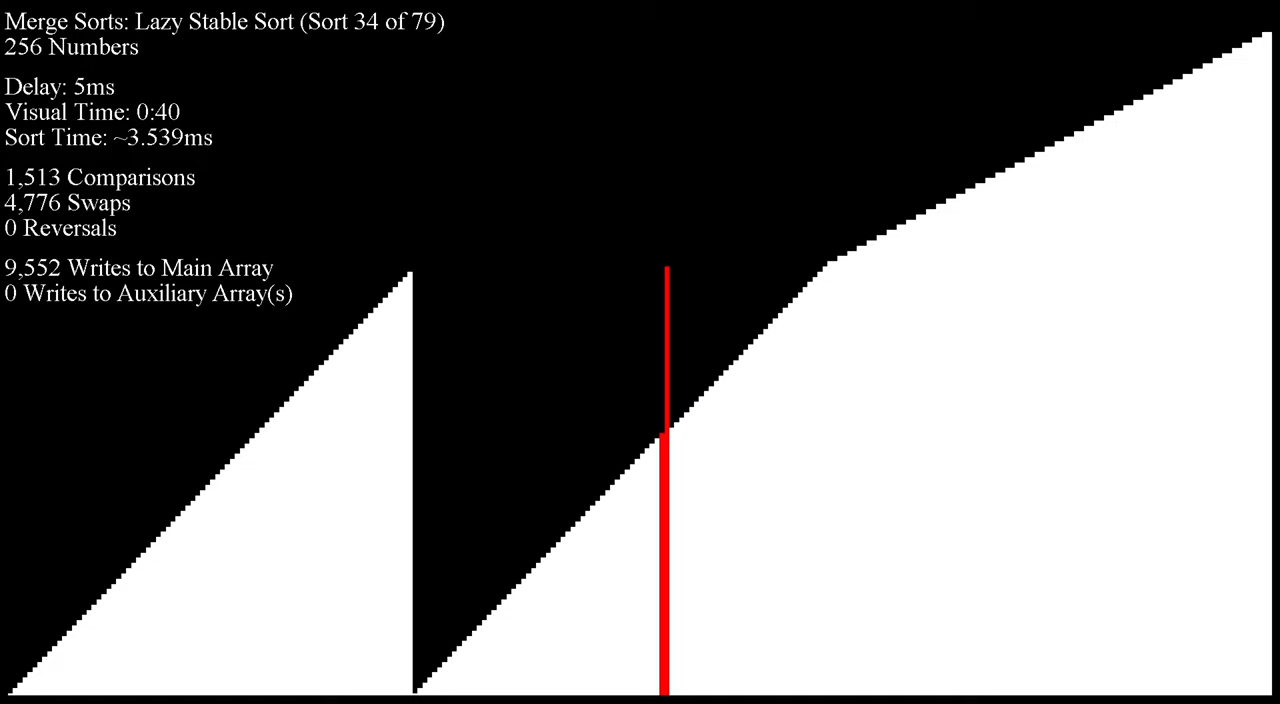 Merge Sorts: Lazy Stable Sort (Sort 34 of 79)
256 Numbers
Delay: 5ms
Visual Time: 0:40
Sort Time: ~3.539ms
1,513 Comparisons
4,776 Swaps
0 Reversals
9,552 Writes to Main Array
0 Writes to Auxiliary Array(s)